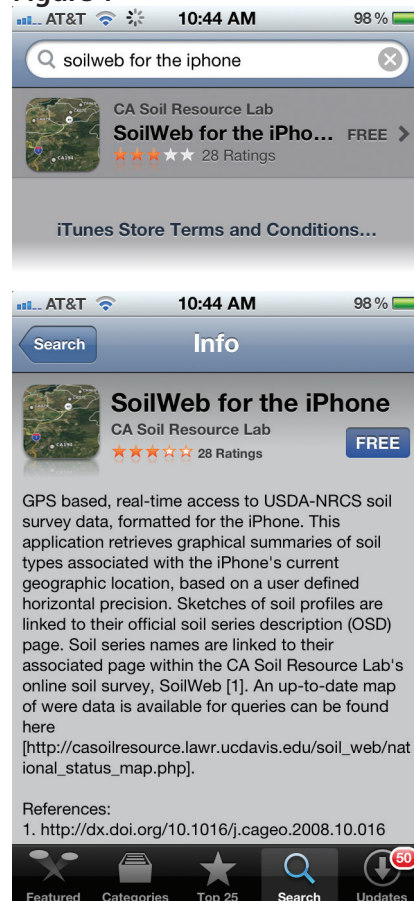 AT&T 10:44 AM 98 %
soilweb for the iphone
CA Soil Resource Lab
SoilWeb for the iPho... FREE
28 Ratings
iTunes Store Terms and Conditions...
AT&T 10:44 AM 98 %
Search Info
SoilWeb for the iPhone
CA Soil Resource Lab
28 Ratings FREE
GPS based, real-time access to USDA-NRCS soil
survey data, formatted for the iPhone. This
application retrieves graphical summaries of soil
types associated with the iPhone's current
geographic location, based on a user defined
horizontal precision. Sketches of soil profiles are
linked to their official soil series description (OSD)
page. Soil series names are linked to their
associated page within the CA Soil Resource Lab's
online soil survey, SoilWeb [1]. An up-to-date map
of were data is available for queries can be found
here
[http://casoilresource.lawr.ucdavis.edu/soil_web/nat
ional_status_map.php].
References:
1. http://dx.doi.org/10.1016/j.cageo.2008.10.016
50
Featured Categories Top 25 Search Updates